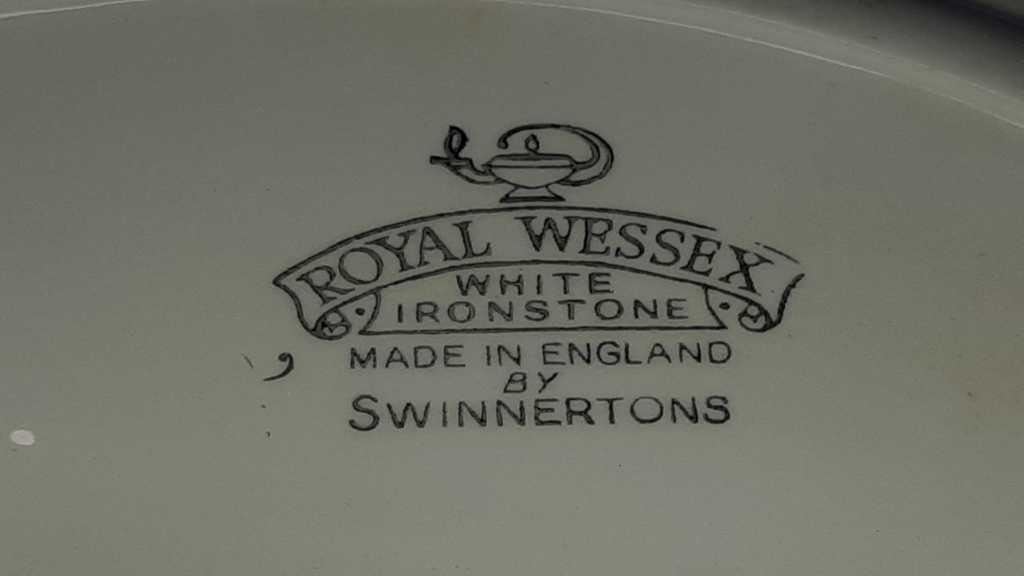 ROYAL WESSEX
WHITE
IRONSTONE
MADE IN ENGLAND
BY
SWINNERTONS